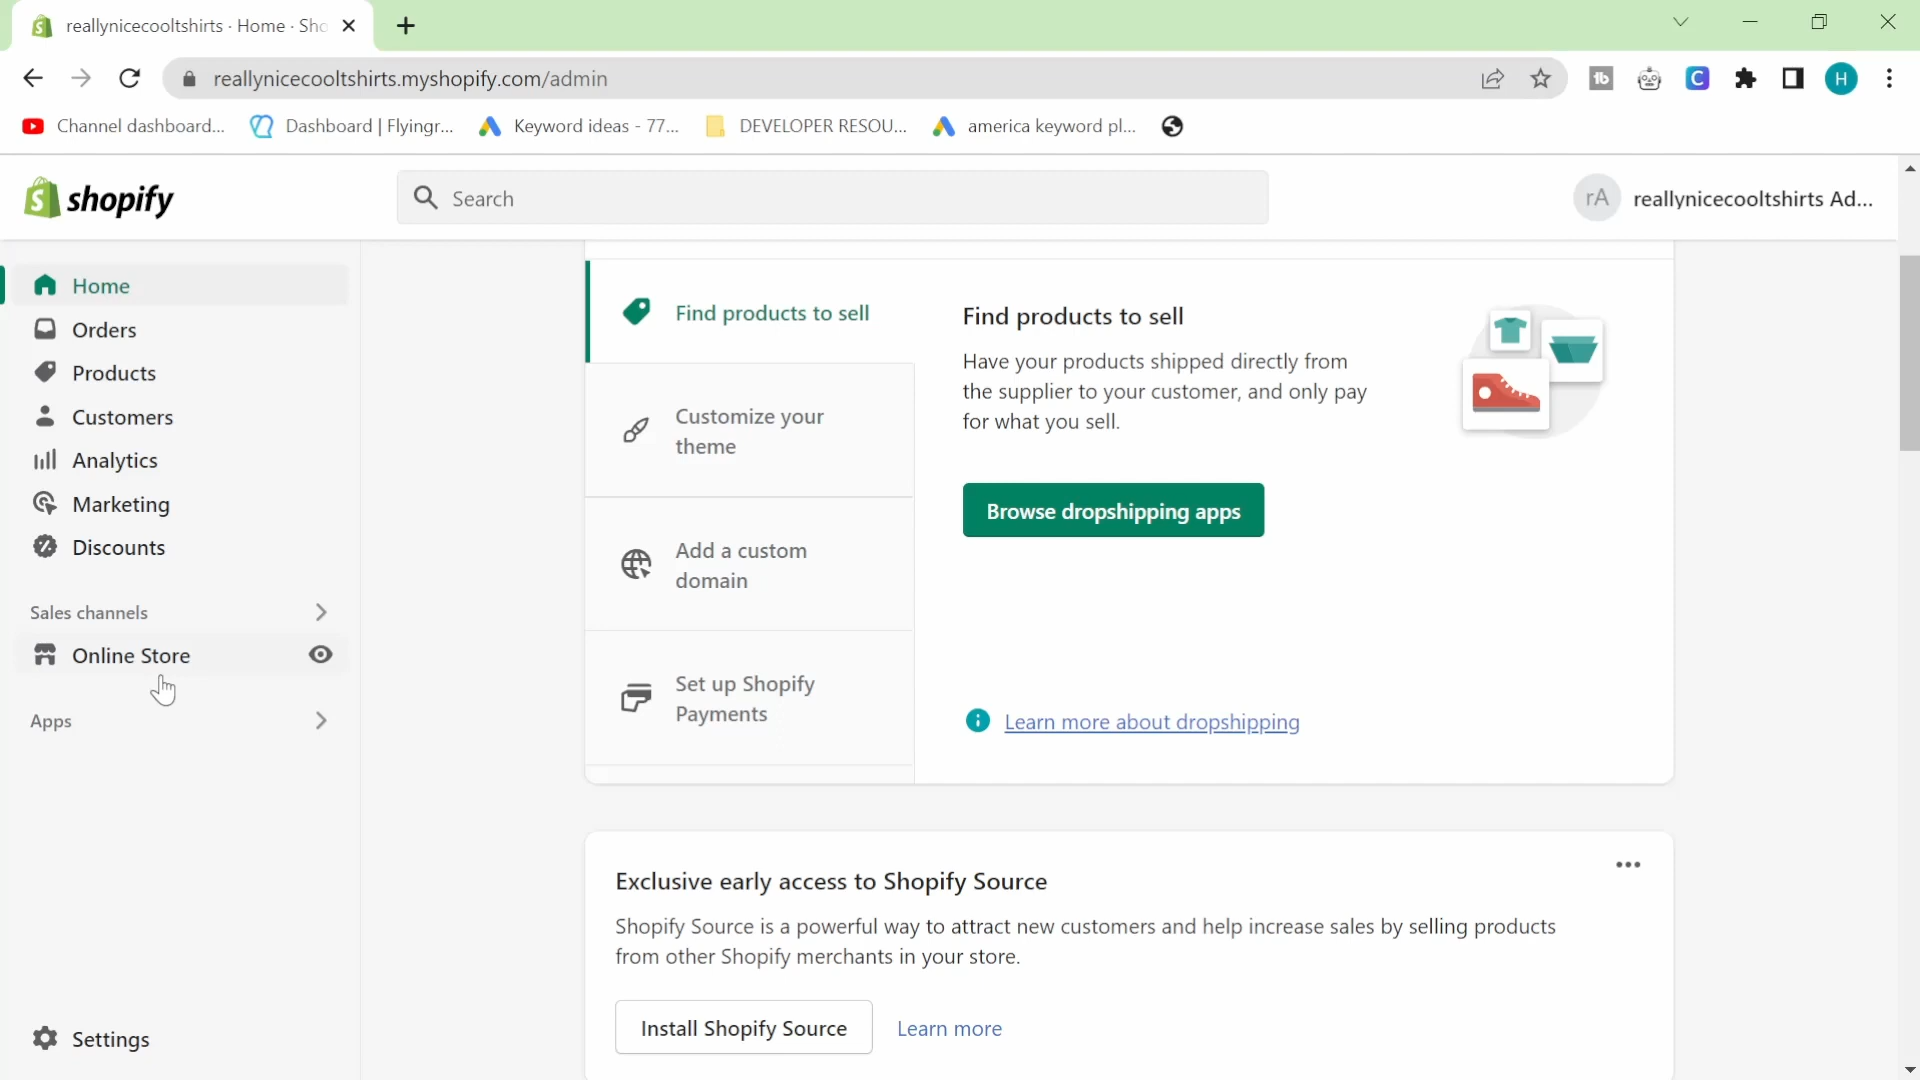 reallynicecooltshirts · Home · Sho
reallynicecooltshirts.myshopify.com/admin
H
Channel dashboard...
Dashboard | Flyingr...
Keyword ideas - 77...
DEVELOPER RESOU...
america keyword pl...
shopify
Search
rA
reallynicecooltshirts Ad...
Home
Orders
Products
Customers
Analytics
Marketing
Discounts
Sales channels
Online Store
Apps
Settings
Find products to sell
Customize your
theme
Add a custom
domain
Set up Shopify
Payments
Find products to sell
Have your products shipped directly from
the supplier to your customer, and only pay
for what you sell.
Browse dropshipping apps
Learn more about dropshipping
Exclusive early access to Shopify Source
Shopify Source is a powerful way to attract new customers and help increase sales by selling products
from other Shopify merchants in your store.
Install Shopify Source
Learn more